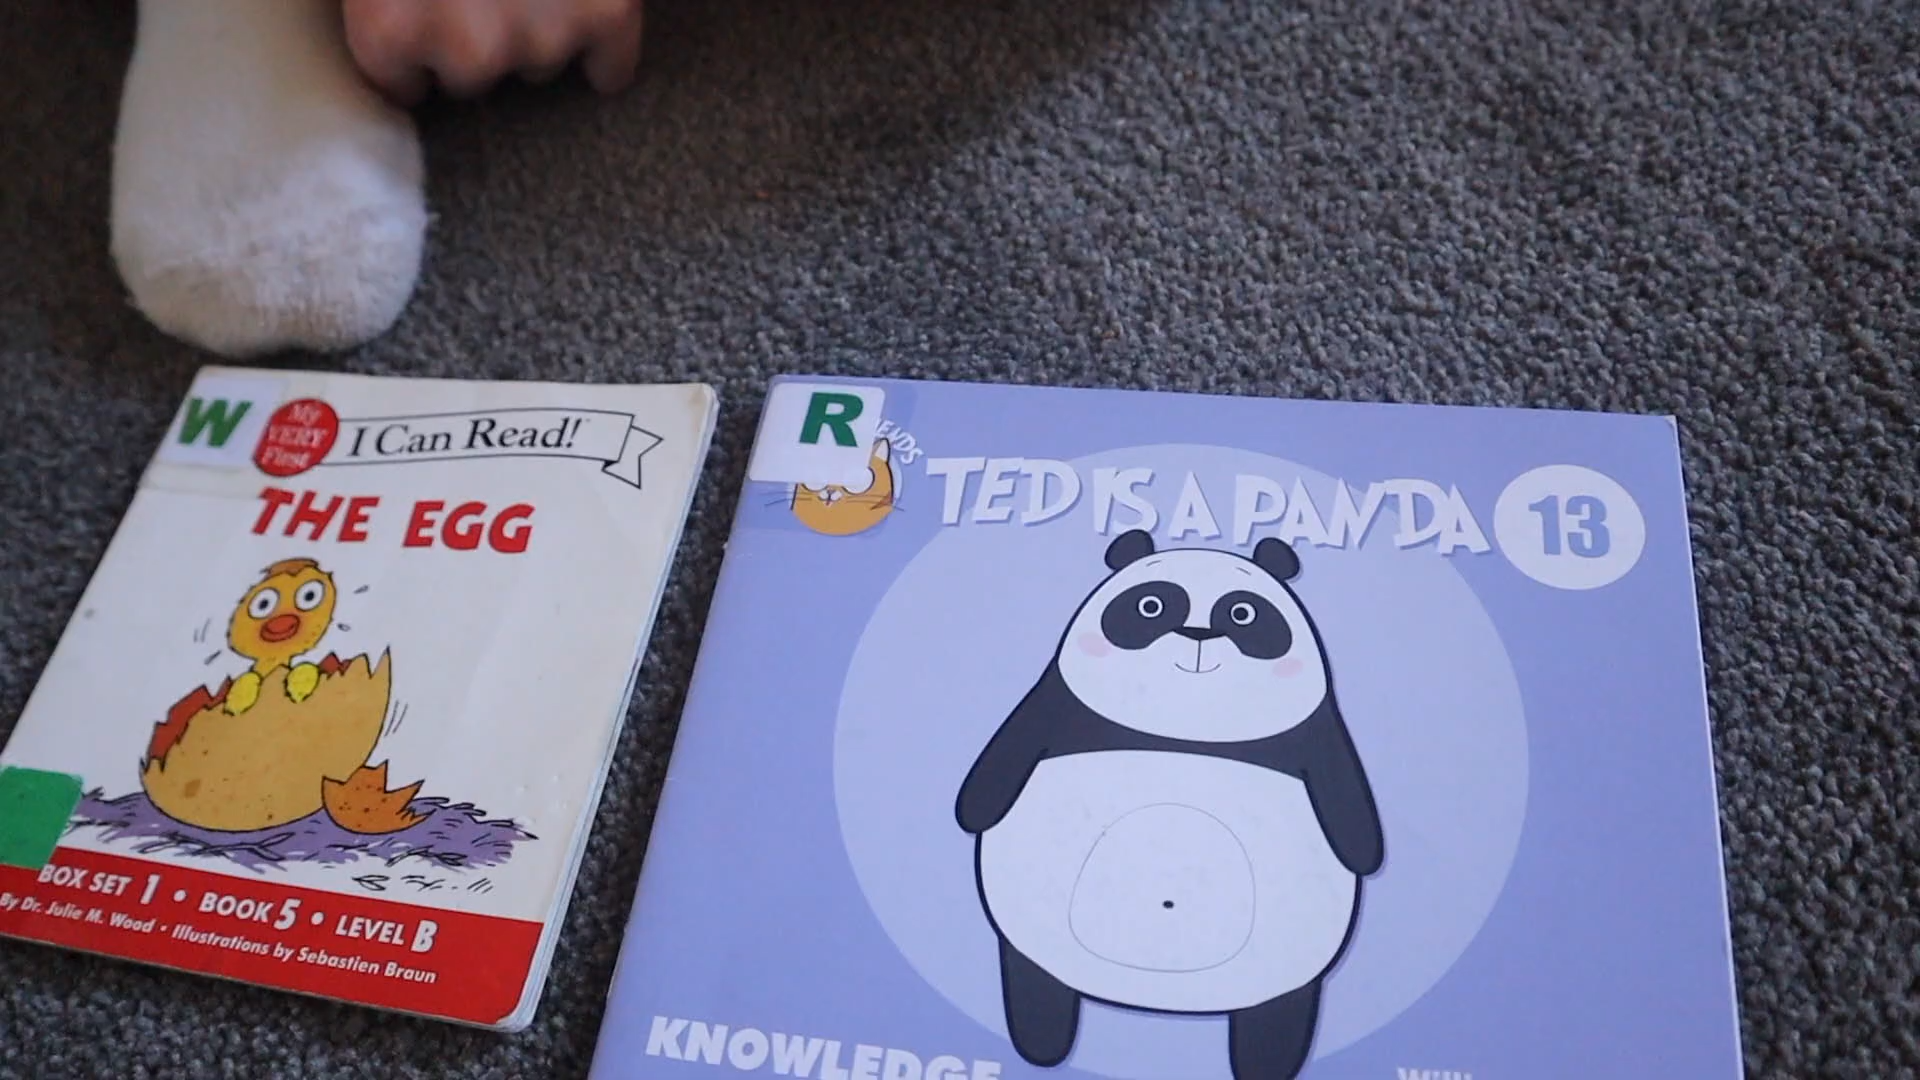 W
My
VERY
First
I Can Read!
THE EGG
BOX SET 1 • BOOK 5 • LEVEL B
By Dr. Julie M. Wood • Illustrations by Sebastien Braun
R
TED IS A PANDA
13
KNOWLEDGE